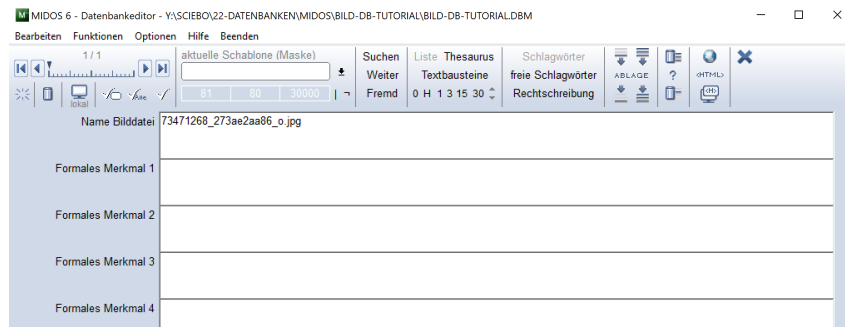 MIDOS 6 - Datenbankeditor - Y:\SCIEBO\22-DATENBANKEN\MIDOS\BILD-DB-TUTORIAL\BILD-DB-TUTORIAL.DBM
Bearbeiten Funktionen Optionen Hilfe Beenden
1 / 1 aktuelle Schablone (Maske) Suchen Liste Thesaurus Schlagwörter
Weiter Textbausteine freie Schlagwörter ABLAGE ? <HTML>
lokal Alle 81 80 30000 | ¬ Fremd 0 H 1 3 15 30 Rechtschreibung <H>
Name Bilddatei 73471268_273ae2aa86_o.jpg
Formales Merkmal 1
Formales Merkmal 2
Formales Merkmal 3
Formales Merkmal 4